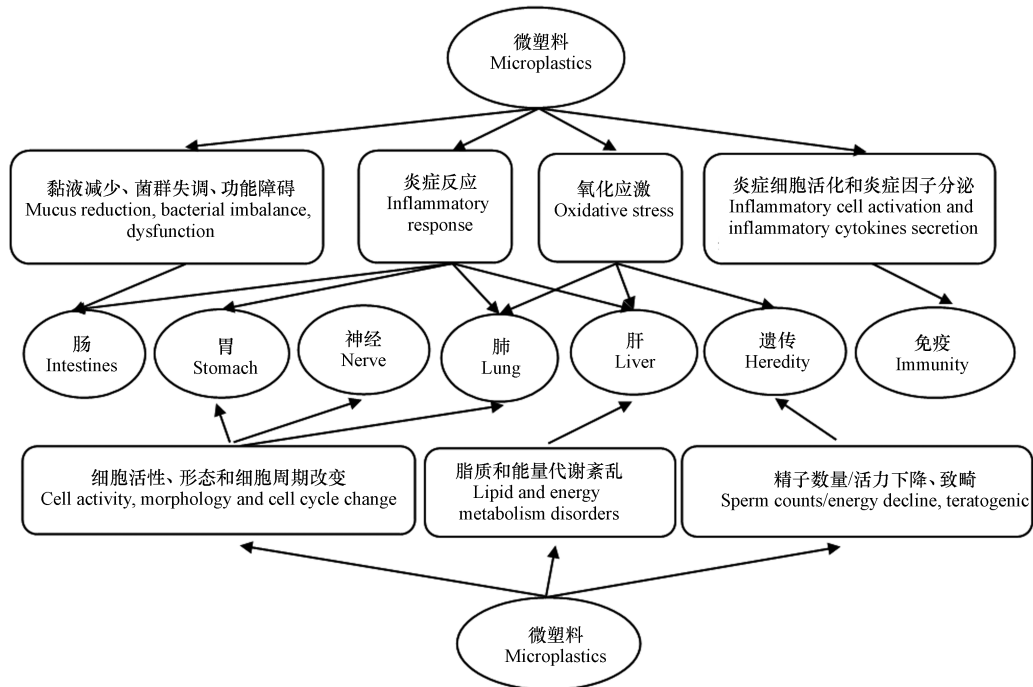 微塑料
Microplastics
黏液减少、菌群失调、功能障碍
Mucus reduction, bacterial imbalance,
dysfunction
炎症反应
Inflammatory
response
氧化应激
Oxidative stress
炎症细胞活化和炎症因子分泌
Inflammatory cell activation and
inflammatory cytokines secretion
肠
Intestines
胃
Stomach
神经
Nerve
肺
Lung
肝
Liver
遗传
Heredity
免疫
Immunity
细胞活性、形态和细胞周期改变
Cell activity, morphology and cell cycle change
脂质和能量代谢紊乱
Lipid and energy
metabolism disorders
精子数量/活力下降、致畸
Sperm counts/energy decline, teratogenic
微塑料
Microplastics